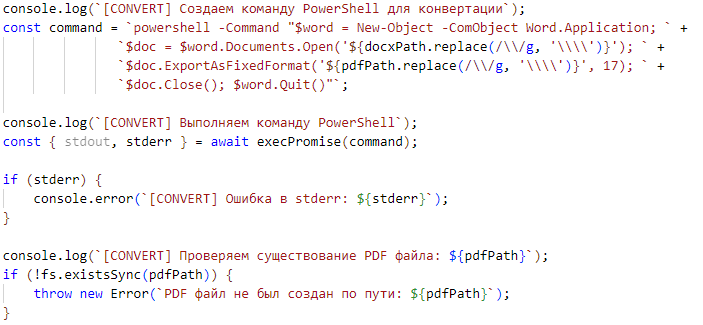 console.log(`[CONVERT] Создаем команду PowerShell для конвертации`);
const command = `powershell -Command "$word = New-Object -ComObject Word.Application; ` +
`$doc = $word.Documents.Open('${docxPath.replace(/\\/g, '\\\\')}'); ` +
`$doc.ExportAsFixedFormat('${pdfPath.replace(/\\/g, '\\\\')}', 17); ` +
`$doc.Close(); $word.Quit()"`;
console.log(`[CONVERT] Выполняем команду PowerShell`);
const { stdout, stderr } = await execPromise(command);
if (stderr) {
console.error(`[CONVERT] Ошибка в stderr: ${stderr}`);
}
console.log(`[CONVERT] Проверяем существование PDF файла: ${pdfPath}`);
if (!fs.existsSync(pdfPath)) {
throw new Error(`PDF файл не был создан по пути: ${pdfPath}`);
}